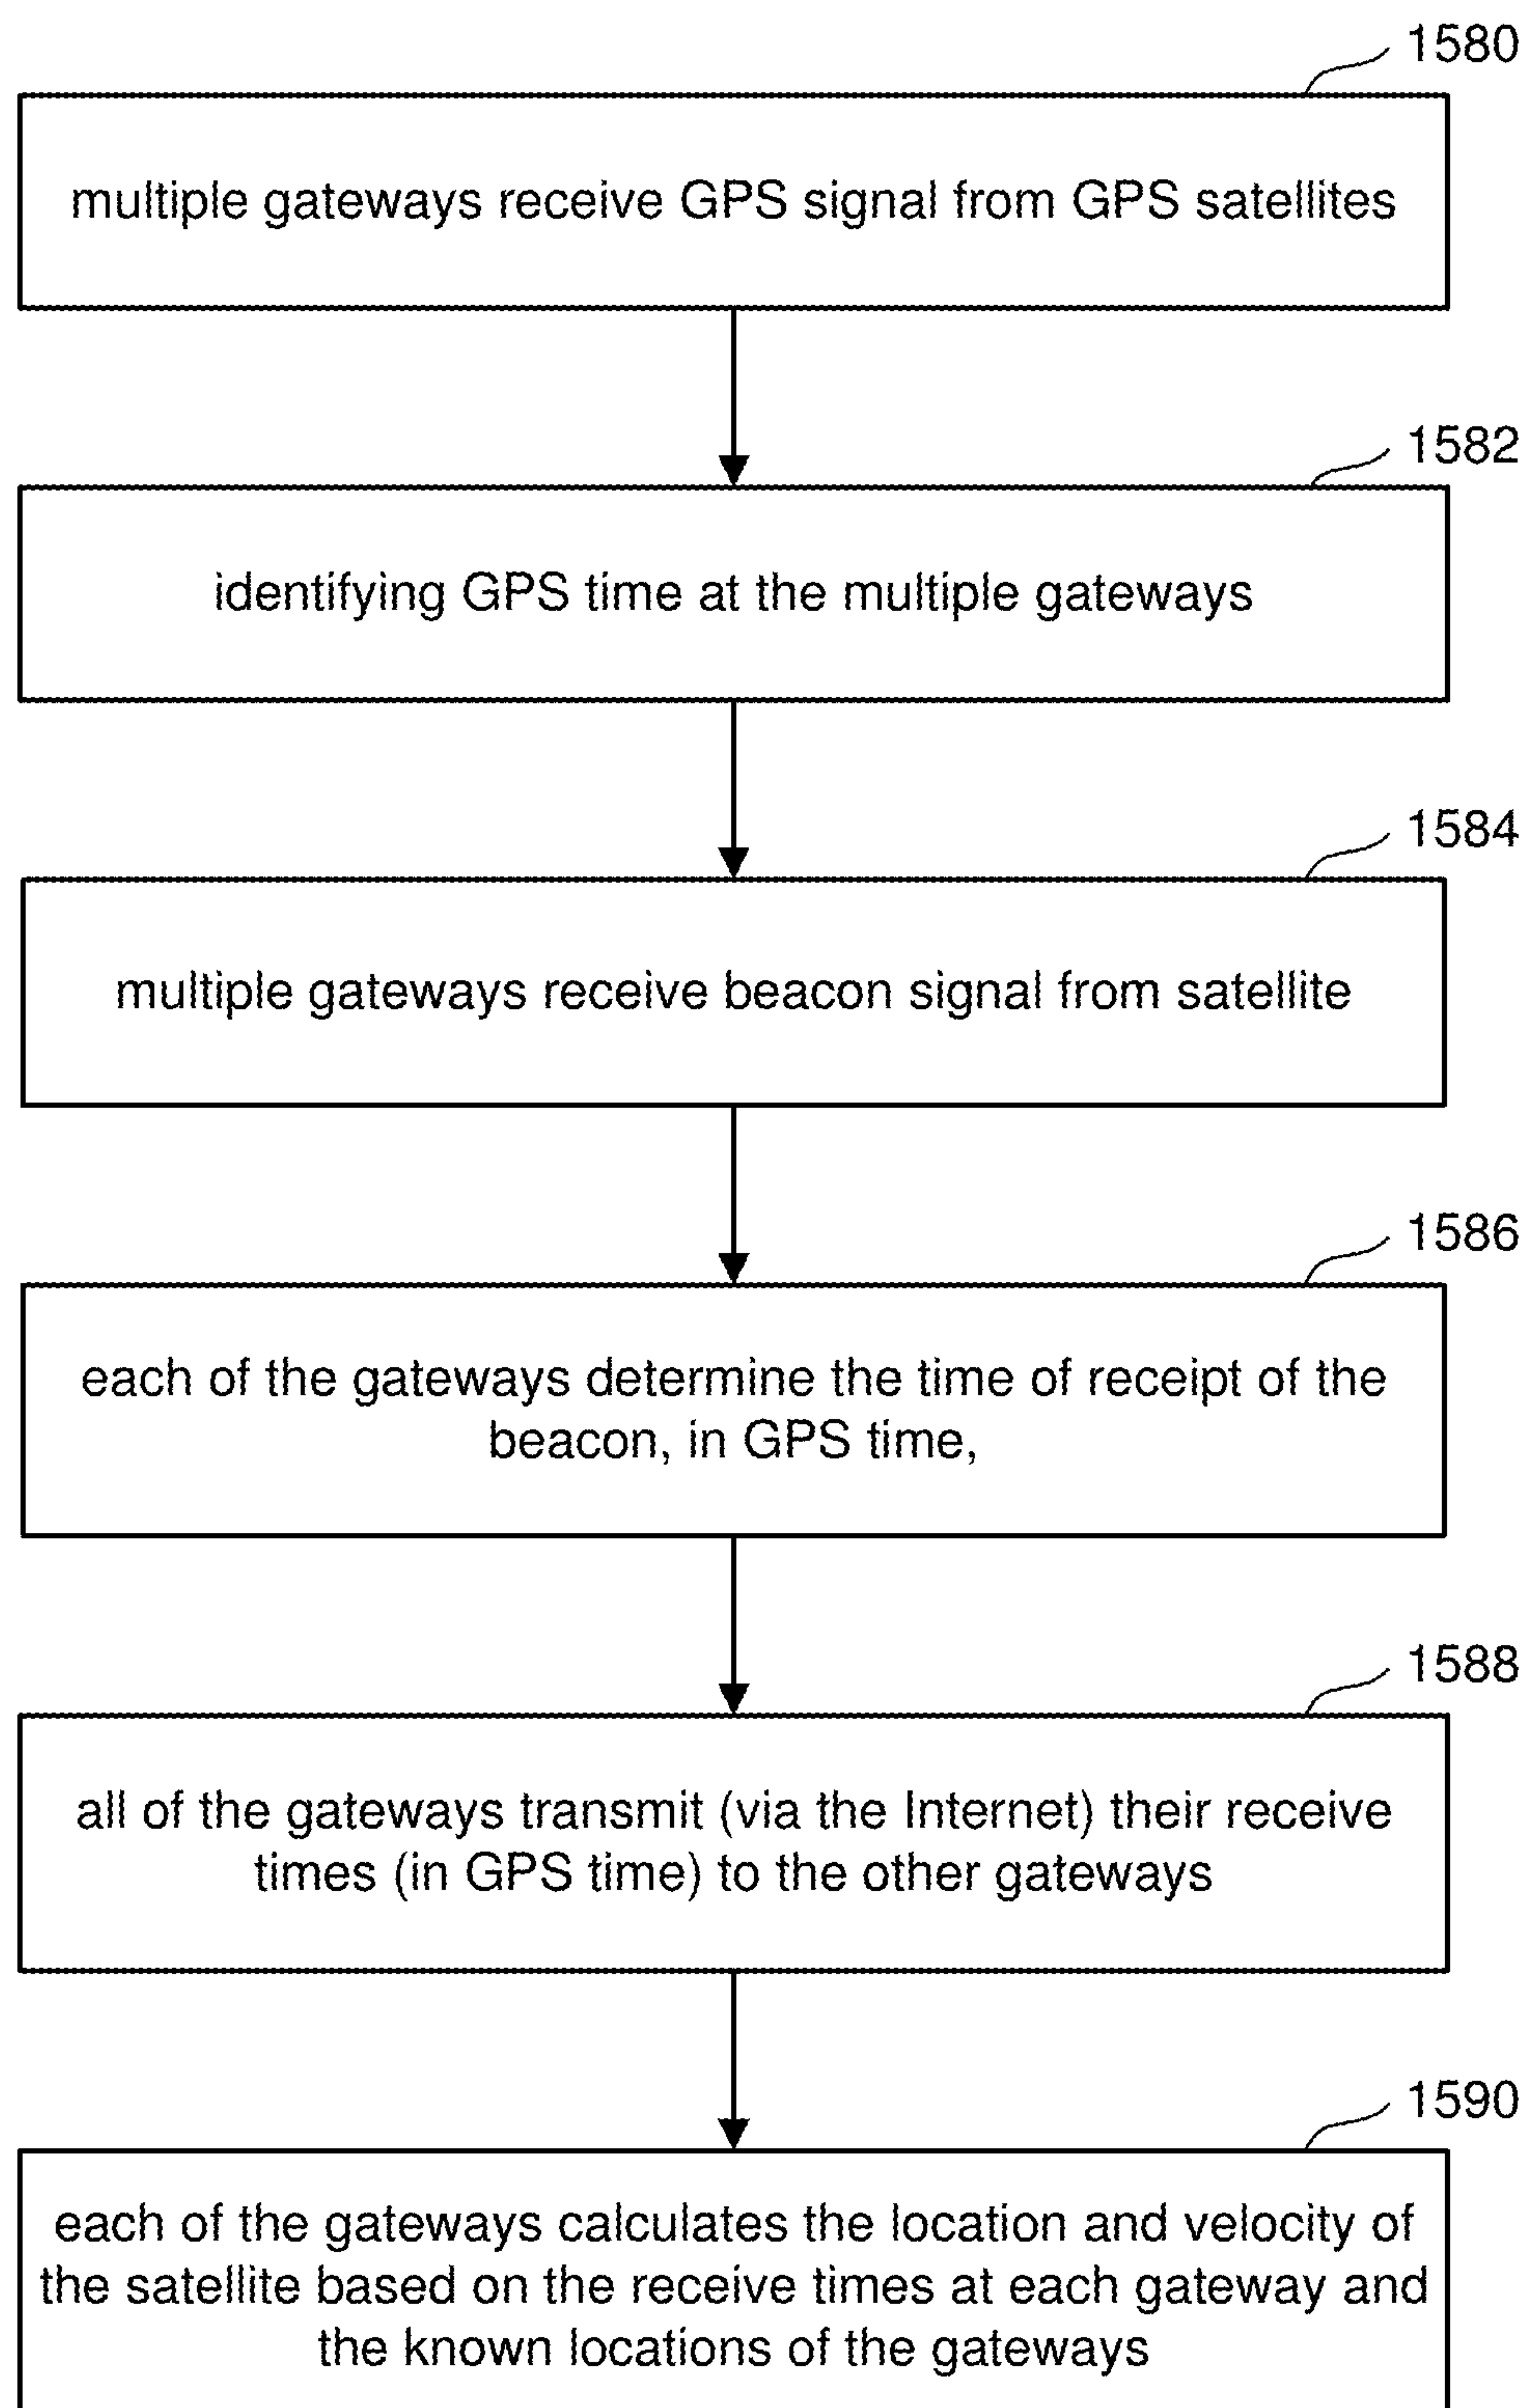 1580
multiple gateways receive GPS signal from GPS satellites
1582
identifying GPS time at the multiple gateways
1584
multiple gateways receive beacon signal from satellite
1586
each of the gateways determine the time of receipt of the
beacon, in GPS time,
1588
all of the gateways transmit (via the Internet) their receive
times (in GPS time) to the other gateways
1590
each of the gateways calculates the location and velocity of
the satellite based on the receive times at each gateway and
the known locations of the gateways